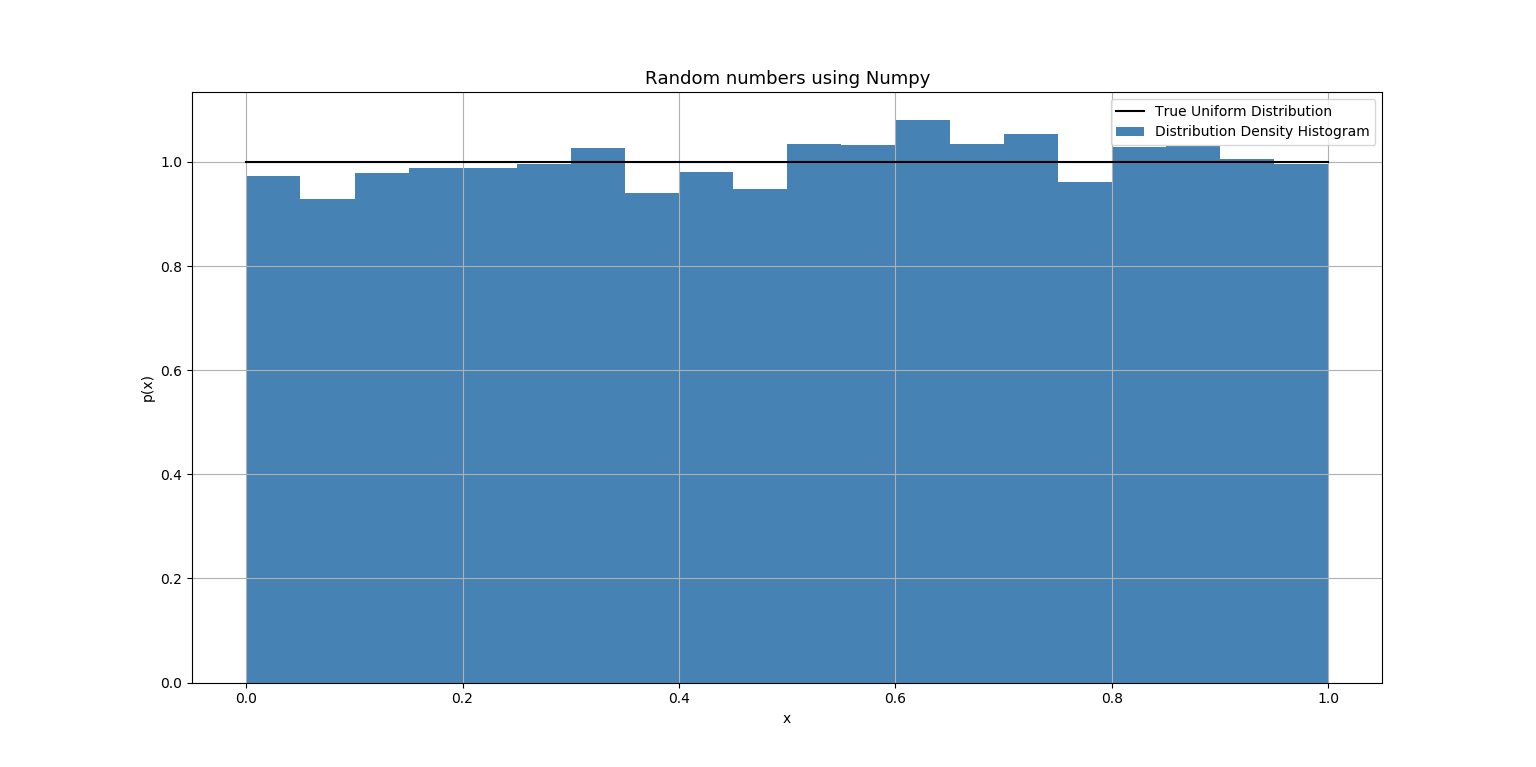 Random numbers using Numpy
True Uniform Distribution
Distribution Density Histogram
1.0
0.8
0.6
0.4
0.2
0.0
p(x)
0.0 0.2 0.4 0.6 0.8 1.0
x